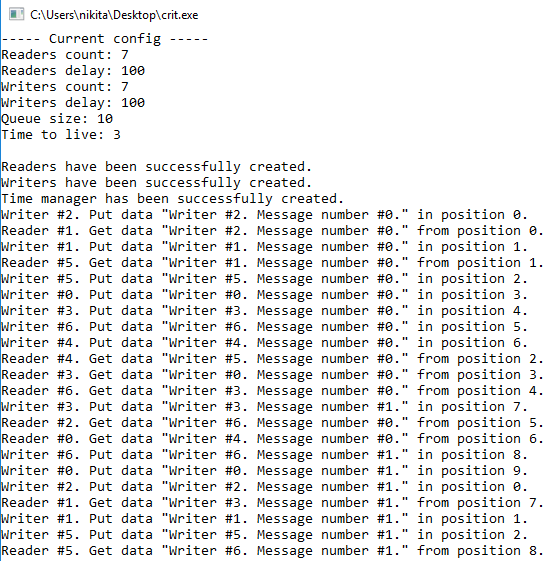 C:\Users\nikita\Desktop\crit.exe
----- Current config -----
Readers count: 7
Readers delay: 100
Writers count: 7
Writers delay: 100
Queue size: 10
Time to live: 3
Readers have been successfully created.
Writers have been successfully created.
Time manager has been successfully created.
Writer #2. Put data "Writer #2. Message number #0." in position 0.
Reader #1. Get data "Writer #2. Message number #0." from position 0.
Writer #1. Put data "Writer #1. Message number #0." in position 1.
Reader #5. Get data "Writer #1. Message number #0." from position 1.
Writer #5. Put data "Writer #5. Message number #0." in position 2.
Writer #0. Put data "Writer #0. Message number #0." in position 3.
Writer #3. Put data "Writer #3. Message number #0." in position 4.
Writer #6. Put data "Writer #6. Message number #0." in position 5.
Writer #4. Put data "Writer #4. Message number #0." in position 6.
Reader #4. Get data "Writer #5. Message number #0." from position 2.
Reader #3. Get data "Writer #0. Message number #0." from position 3.
Reader #6. Get data "Writer #3. Message number #0." from position 4.
Writer #3. Put data "Writer #3. Message number #1." in position 7.
Reader #2. Get data "Writer #6. Message number #0." from position 5.
Reader #0. Get data "Writer #4. Message number #0." from position 6.
Writer #6. Put data "Writer #6. Message number #1." in position 8.
Writer #0. Put data "Writer #0. Message number #1." in position 9.
Writer #2. Put data "Writer #2. Message number #1." in position 0.
Reader #1. Get data "Writer #3. Message number #1." from position 7.
Writer #1. Put data "Writer #1. Message number #1." in position 1.
Writer #5. Put data "Writer #5. Message number #1." in position 2.
Reader #5. Get data "Writer #6. Message number #1." from position 8.